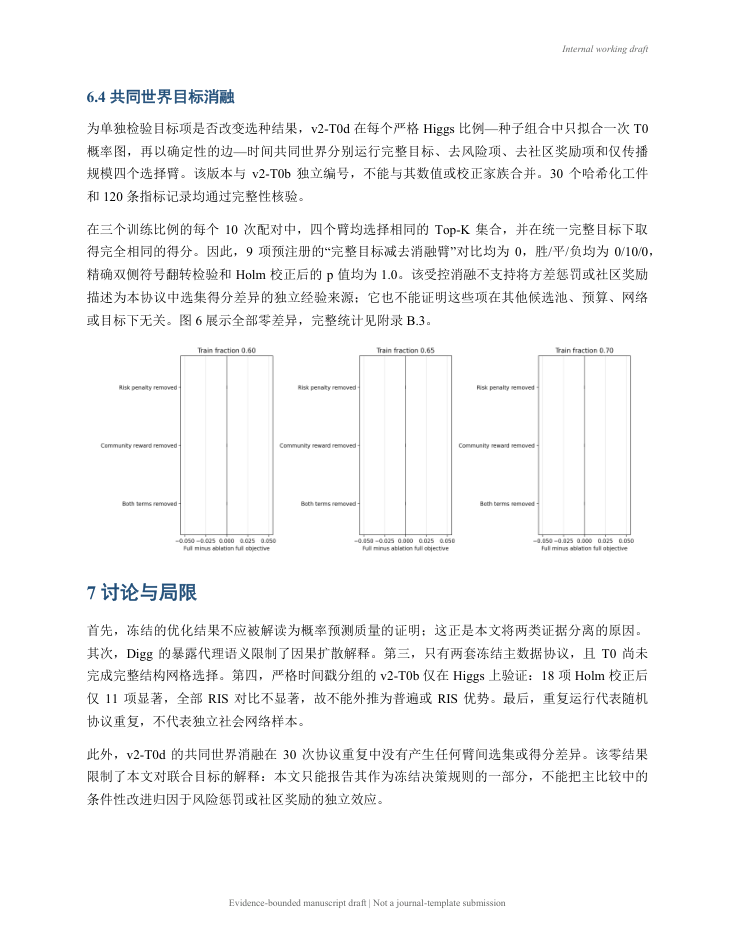 Internal working draft
6.4 共同世界目标消融
为单独检验目标项是否改变选种结果，v2-T0d 在每个严格 Higgs 比例—种子组合中只拟合一次 T0
概率图，再以确定性的边—时间共同世界分别运行完整目标、去风险项、去社区奖励项和仅传播
规模四个选择臂。该版本与 v2-T0b 独立编号，不能与其数值或校正家族合并。30 个哈希化工件
和 120 条指标记录均通过完整性核验。
在三个训练比例的每个 10 次配对中，四个臂均选择相同的 Top-K 集合，并在统一完整目标下取
得完全相同的得分。因此，9 项预注册的“完整目标减去消融臂”对比均为 0，胜/平/负均为 0/10/0，
精确双侧符号翻转检验和 Holm 校正后的 p 值均为 1.0。该受控消融不支持将方差惩罚或社区奖励
描述为本协议中选集得分差异的独立经验来源；它也不能证明这些项在其他候选池、预算、网络
或目标下无关。图 6 展示全部零差异，完整统计见附录 B.3。
Train fraction 0.60
Risk penalty removed
Community reward removed
Both terms removed
−0.050 −0.025 0.000 0.025 0.050
Full minus ablation full objective
Train fraction 0.65
Risk penalty removed
Community reward removed
Both terms removed
−0.050 −0.025 0.000 0.025 0.050
Full minus ablation full objective
Train fraction 0.70
Risk penalty removed
Community reward removed
Both terms removed
−0.050 −0.025 0.000 0.025 0.050
Full minus ablation full objective
7 讨论与局限
首先，冻结的优化结果不应被解读为概率预测质量的证明；这正是本文将两类证据分离的原因。
其次，Digg 的暴露代理语义限制了因果扩散解释。第三，只有两套冻结主数据协议，且 T0 尚未
完成完整结构网格选择。第四，严格时间戳分组的 v2-T0b 仅在 Higgs 上验证：18 项 Holm 校正后
仅 11 项显著，全部 RIS 对比不显著，故不能外推为普遍或 RIS 优势。最后，重复运行代表随机
协议重复，不代表独立社会网络样本。
此外，v2-T0d 的共同世界消融在 30 次协议重复中没有产生任何臂间选集或得分差异。该零结果
限制了本文对联合目标的解释：本文只能报告其作为冻结决策规则的一部分，不能把主比较中的
条件性改进归因于风险惩罚或社区奖励的独立效应。
Evidence-bounded manuscript draft | Not a journal-template submission